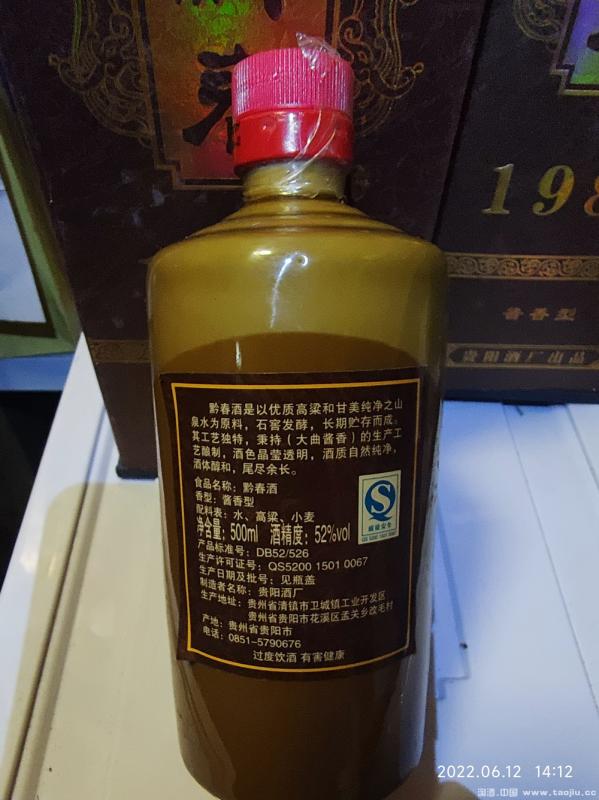 198
酱香型
贵阳酒厂出品
黔春酒是以优质高粱和甘美纯净之山
泉水为原料，石窖发酵，长期贮存而成。
其工艺独特，秉持（大曲酱香）的生产工
艺酿制，酒色晶莹透明，酒质自然纯净，
酒体醇和，尾尽余长。
食品名称：黔春酒
香型：酱香型
配料表：水、高粱、小麦
净含量：500ml 酒精度：52%vol
产品标准号：DB52/526
生产许可证号：QS5200 1501 0067
生产日期及批号：见瓶盖
制造者名称：贵阳酒厂
生产地址：贵州省清镇市卫城镇工业开发区
贵州省贵阳市花溪区孟关乡改毛村
产地：贵州省贵阳市
电话：0851-5790676
过度饮酒 有害健康
质量安全
2022.06.12 14:12
淘酒.中国 www.taojiu.cc